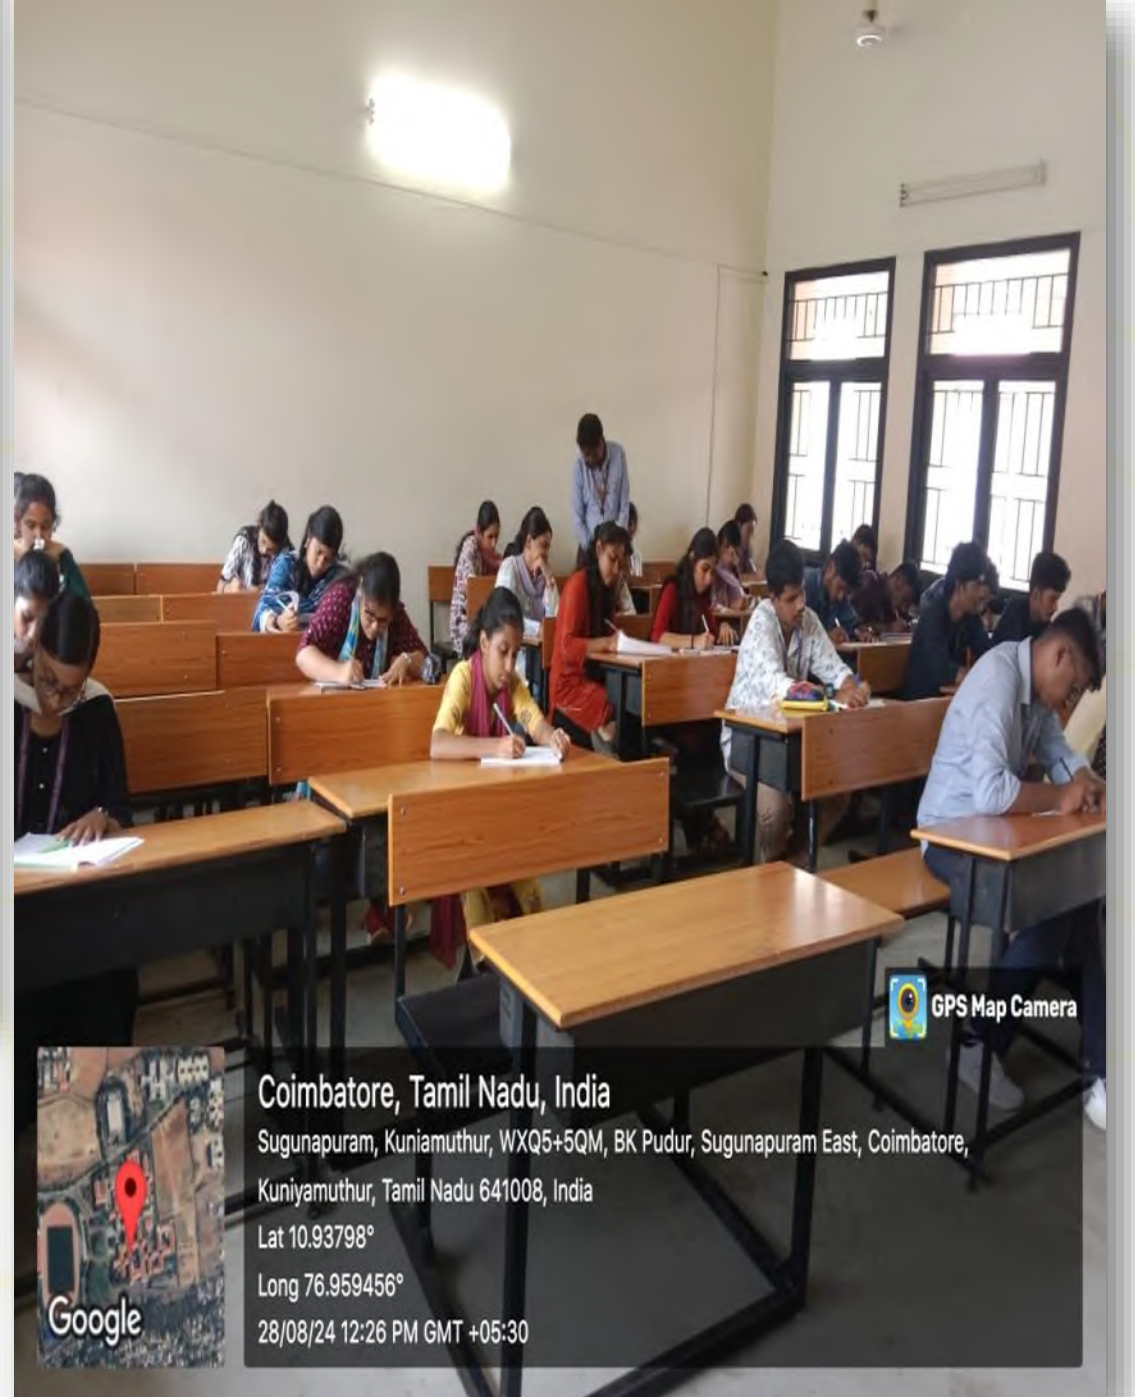 GPS Map Camera
Coimbatore, Tamil Nadu, India
Sugunapuram, Kuniamuthur, WXQ5+5QM, BK Pudur, Sugunapuram East, Coimbatore,
Kuniyamuthur, Tamil Nadu 641008, India
Lat 10.93798°
Long 76.959456°
28/08/24 12:26 PM GMT +05:30
Google